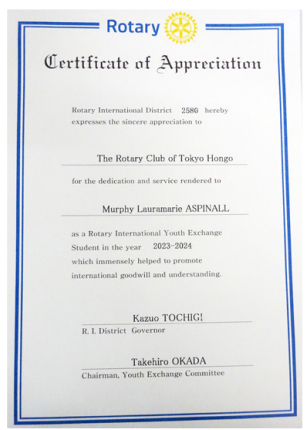 Rotary
Certificate of Appreciation
Rotary International District 2580 hereby
expresses the sincere appreciation to
The Rotary Club of Tokyo Hongo
for the dedication and service rendered to
Murphy Lauramarie ASPINALL
as a Rotary International Youth Exchange
Student in the year 2023-2024
which immensely helped to promote
international goodwill and understanding.
Kazuo TOCHIGI
R. I. District Governor
Takehiro OKADA
Chairman, Youth Exchange Committee